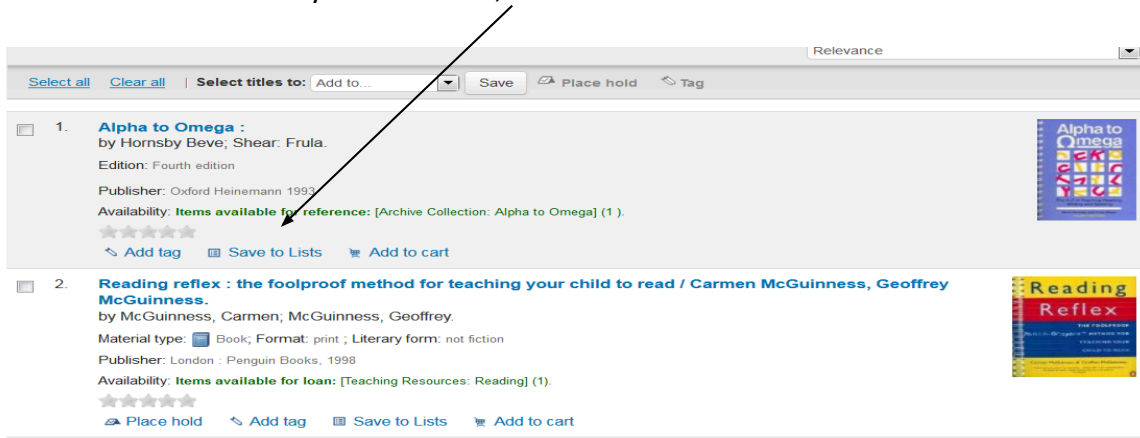 Relevance
Select all Clear all | Select titles to: Add to... Save Place hold Tag
1. Alpha to Omega :
by Hornsby Beve; Shear: Frula.
Edition: Fourth edition
Publisher: Oxford Heinemann 1993
Availability: Items available for reference: [Archive Collection: Alpha to Omega] (1 ).
Add tag Save to Lists Add to cart
Alpha to
Omega
2. Reading reflex : the foolproof method for teaching your child to read / Carmen McGuinness, Geoffrey
McGuinness.
by McGuinness, Carmen; McGuinness, Geoffrey.
Material type: Book; Format: print ; Literary form: not fiction
Publisher: London : Penguin Books, 1998
Availability: Items available for loan: [Teaching Resources: Reading] (1).
Place hold Add tag Save to Lists Add to cart
Reading
Reflex
THE FOOLPROOF